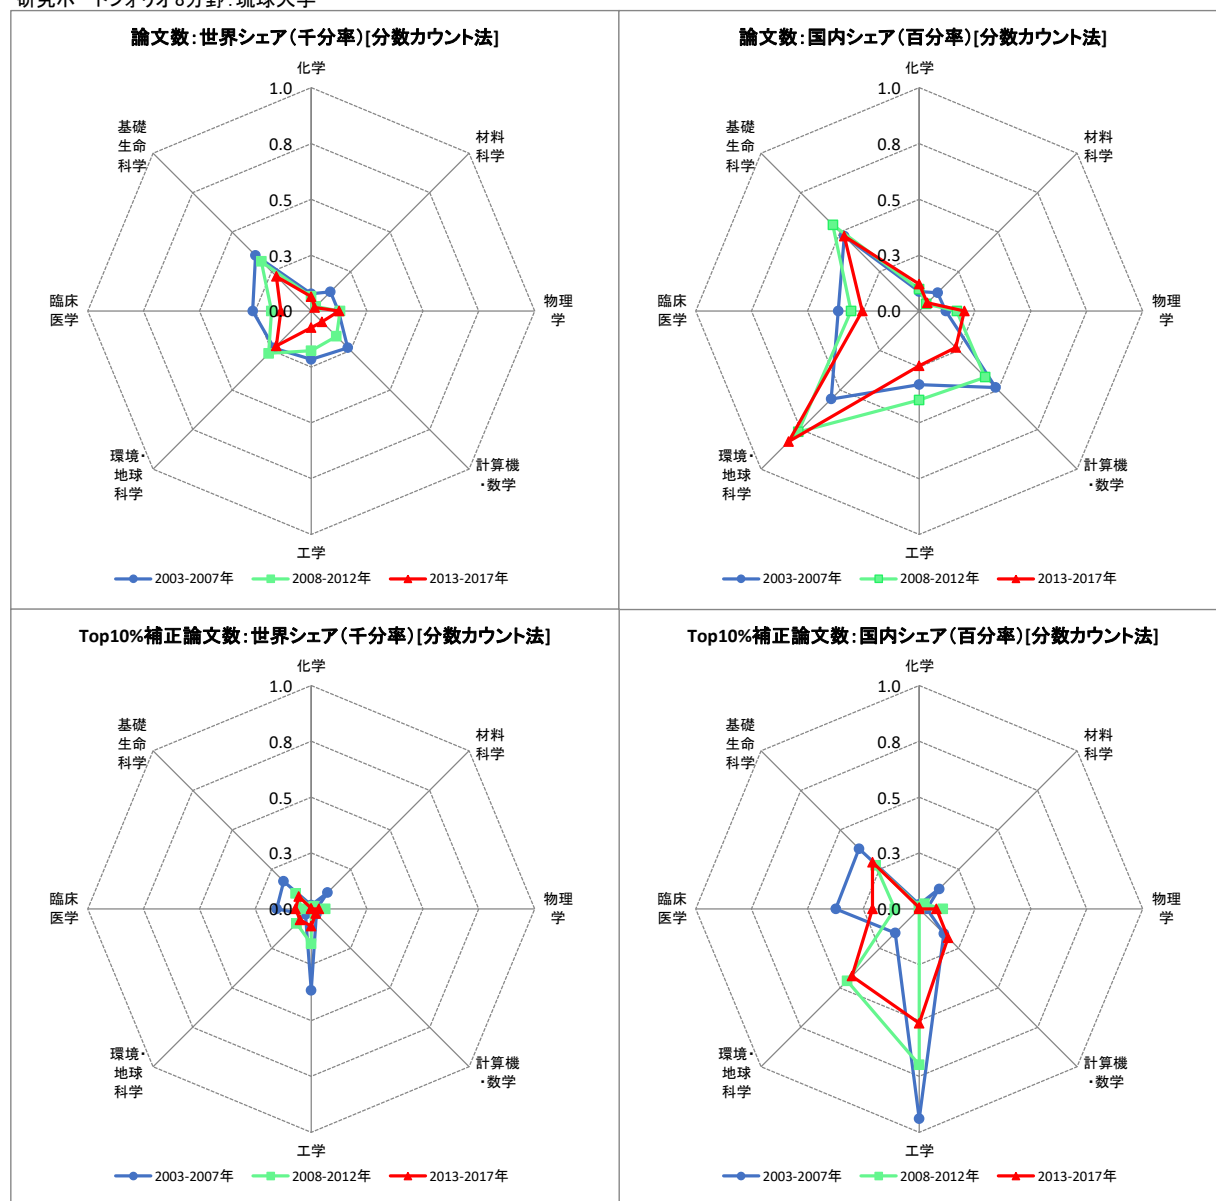 研究ポートフォリオ8分野:琉球大学
論文数:世界シェア(千分率)[分数カウント法]
化学
1.0
0.8
0.5
0.3
0.0
基礎
生命
科学
材料
科学
臨床
医学
物理
学
環境・
地球
科学
計算機
・数学
工学
2003-2007年
2008-2012年
2013-2017年
論文数:国内シェア(百分率)[分数カウント法]
化学
1.0
0.8
0.5
0.3
0.0
基礎
生命
科学
材料
科学
臨床
医学
物理
学
環境・
地球
科学
計算機
・数学
工学
2003-2007年
2008-2012年
2013-2017年
Top10%補正論文数:世界シェア(千分率)[分数カウント法]
化学
1.0
0.8
0.5
0.3
0.0
基礎
生命
科学
材料
科学
臨床
医学
物理
学
環境・
地球
科学
計算機
・数学
工学
2003-2007年
2008-2012年
2013-2017年
Top10%補正論文数:国内シェア(百分率)[分数カウント法]
化学
1.0
0.8
0.5
0.3
0.0
基礎
生命
科学
材料
科学
臨床
医学
物理
学
環境・
地球
科学
計算機
・数学
工学
2003-2007年
2008-2012年
2013-2017年